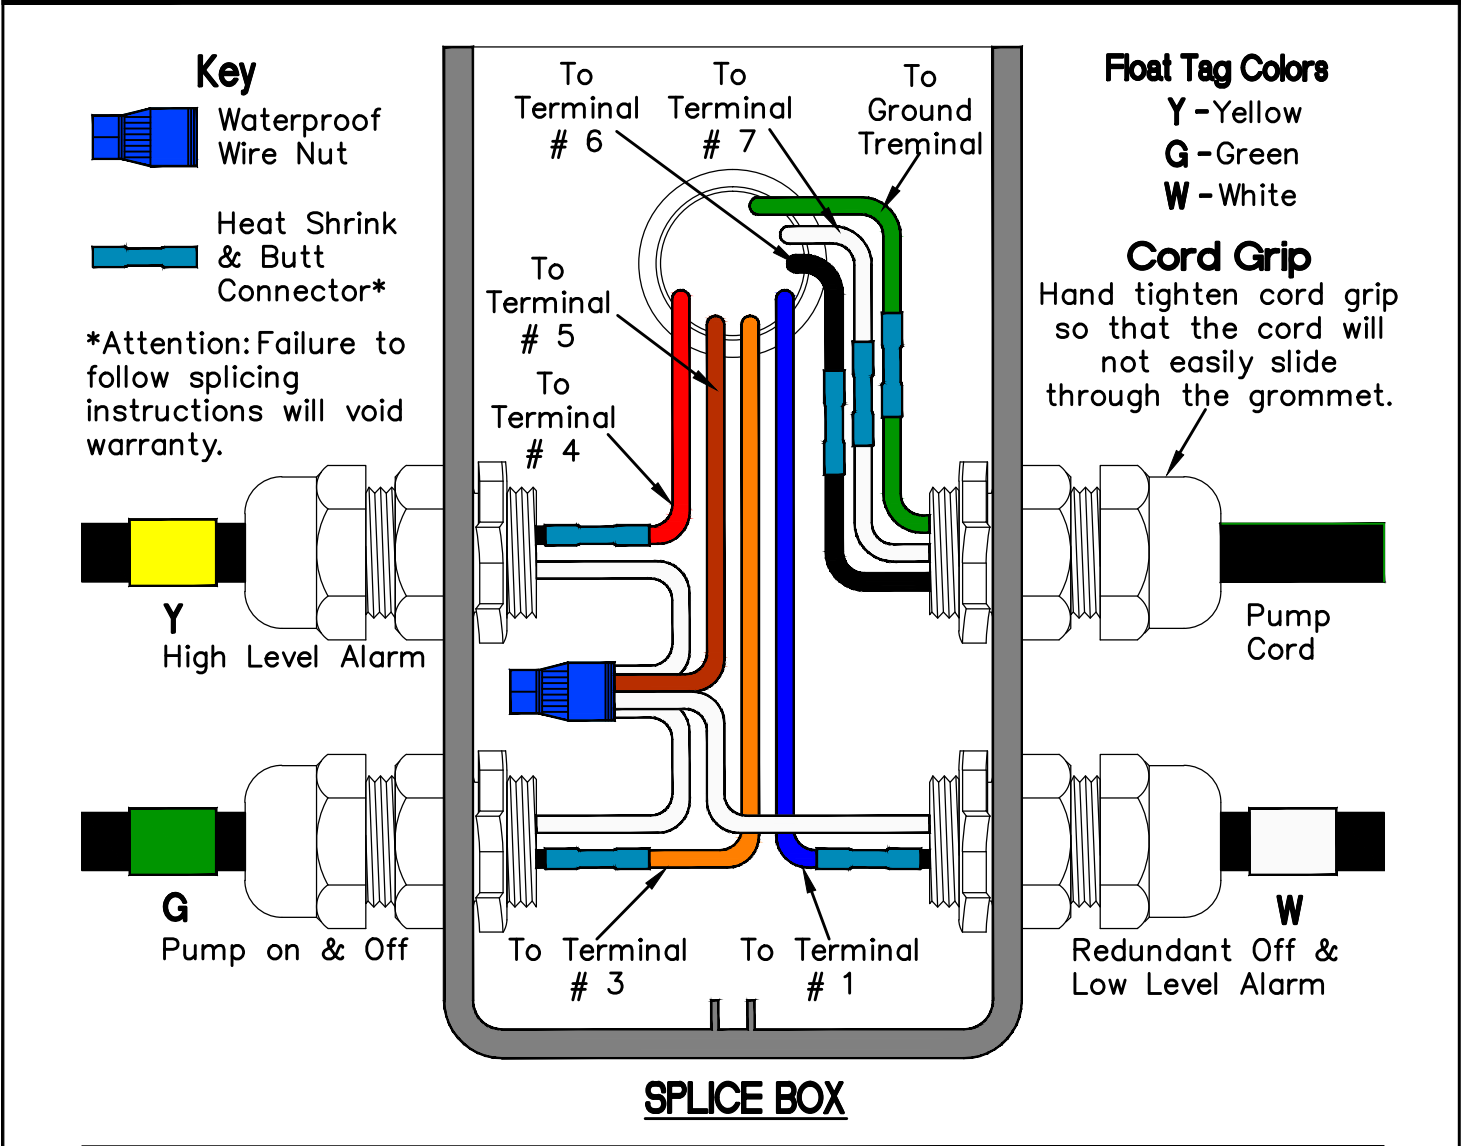 Key
Waterproof
Wire Nut
Heat Shrink
& Butt
Connector*
*Attention: Failure to
follow splicing
instructions will void
warranty.
To
Terminal
# 6
To
Terminal
# 7
To
Ground
Treminal
To
Terminal
# 5
To
Terminal
# 4
Float Tag Colors
Y - Yellow
G - Green
W - White
Cord Grip
Hand tighten cord grip
so that the cord will
not easily slide
through the grommet.
Y
High Level Alarm
Pump
Cord
G
Pump on & Off
To Terminal
# 3
To Terminal
# 1
W
Redundant Off &
Low Level Alarm
SPLICE BOX